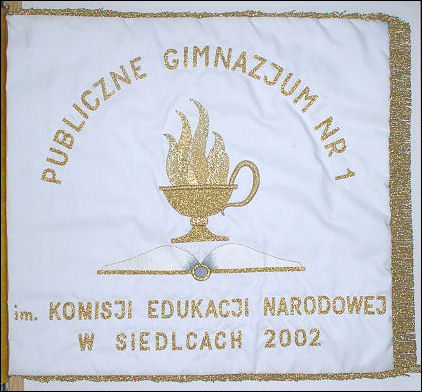 PUBLICZNE GIMNAZJUM NR 1
im. KOMISJI EDUKACJI NARODOWEJ
W SIEDLCACH 2002